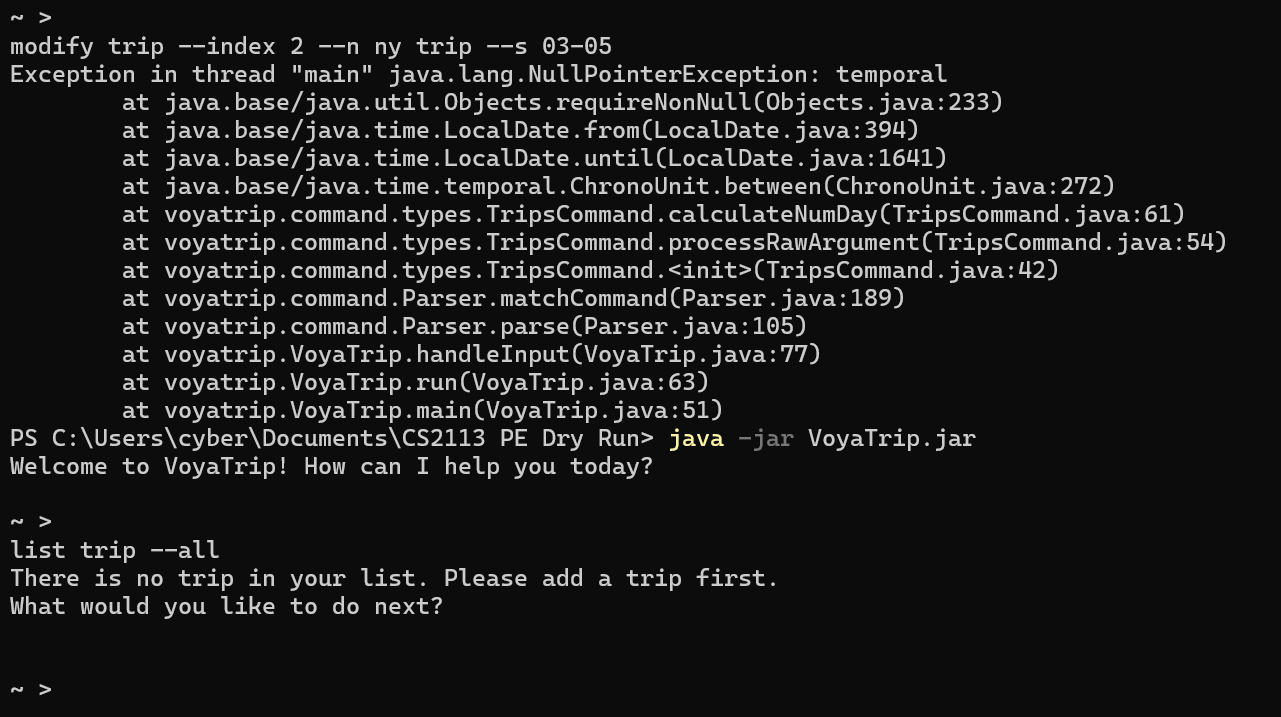 ~ >
modify trip --index 2 --n ny trip --s 03-05
Exception in thread "main" java.lang.NullPointerException: temporal
        at java.base/java.util.Objects.requireNonNull(Objects.java:233)
        at java.base/java.time.LocalDate.from(LocalDate.java:394)
        at java.base/java.time.LocalDate.until(LocalDate.java:1641)
        at java.base/java.time.temporal.ChronoUnit.between(ChronoUnit.java:272)
        at voyatrip.command.types.TripsCommand.calculateNumDay(TripsCommand.java:61)
        at voyatrip.command.types.TripsCommand.processRawArgument(TripsCommand.java:54)
        at voyatrip.command.types.TripsCommand.<init>(TripsCommand.java:42)
        at voyatrip.command.Parser.matchCommand(Parser.java:189)
        at voyatrip.command.Parser.parse(Parser.java:105)
        at voyatrip.VoyaTrip.handleInput(VoyaTrip.java:77)
        at voyatrip.VoyaTrip.run(VoyaTrip.java:63)
        at voyatrip.VoyaTrip.main(VoyaTrip.java:51)
PS C:\Users\cyber\Documents\CS2113 PE Dry Run> java -jar VoyaTrip.jar
Welcome to VoyaTrip! How can I help you today?
~ >
list trip --all
There is no trip in your list. Please add a trip first.
What would you like to do next?
~ >